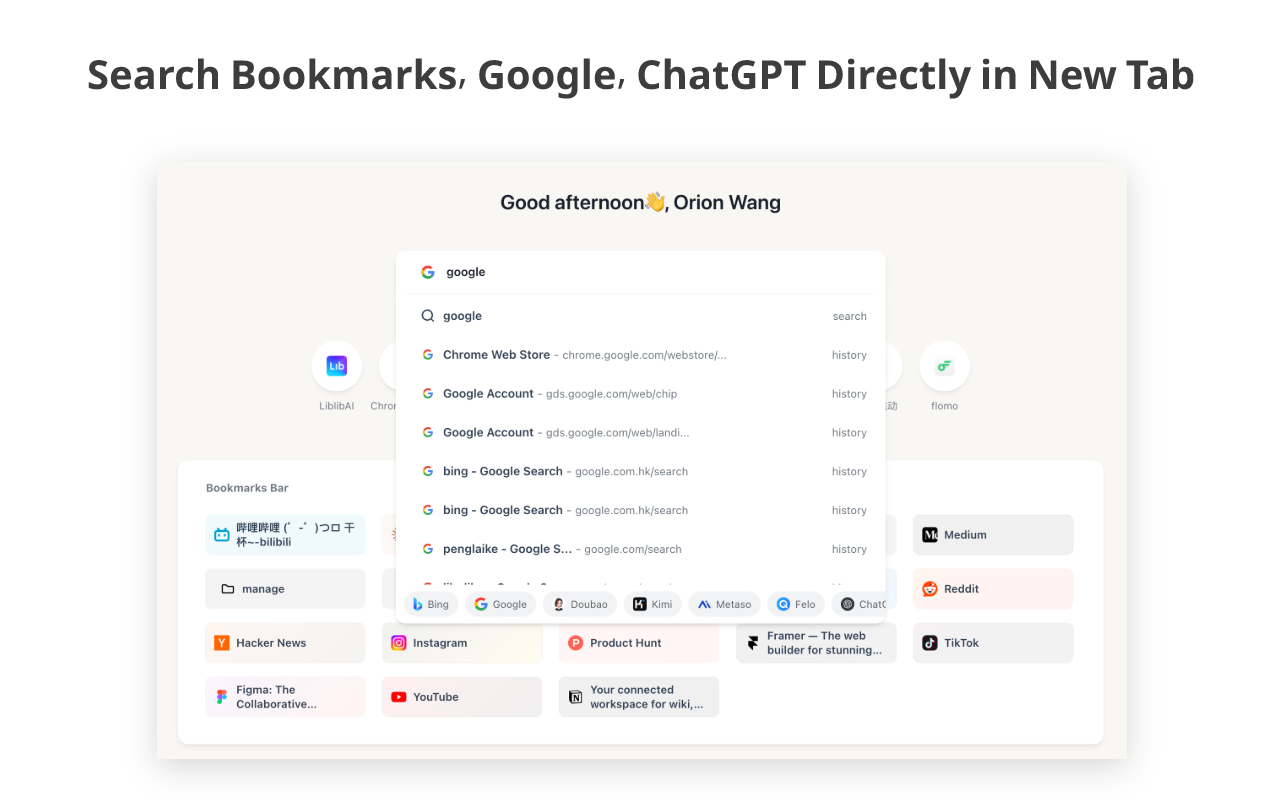 Search Bookmarks, Google, ChatGPT Directly in New Tab
Good afternoon👋, Orion Wang
google
google search
Chrome Web Store - chrome.google.com/webstore/... history
Google Account - gds.google.com/web/chip history
Google Account - gds.google.com/web/landi... history
bing - Google Search - google.com.hk/search history
bing - Google Search - google.com.hk/search history
penglaike - Google S... - google.com/search history
Bing Google Doubao Kimi Metaso Felo ChatG
LiblibAI
Chrom
动
flomo
Bookmarks Bar
哔哩哔哩 (゜-゜)つロ 干
杯~-bilibili
Medium
manage
Reddit
Hacker News
Instagram
Product Hunt
Framer — The web
builder for stunning...
TikTok
Figma: The
Collaborative...
YouTube
Your connected
workspace for wiki,...